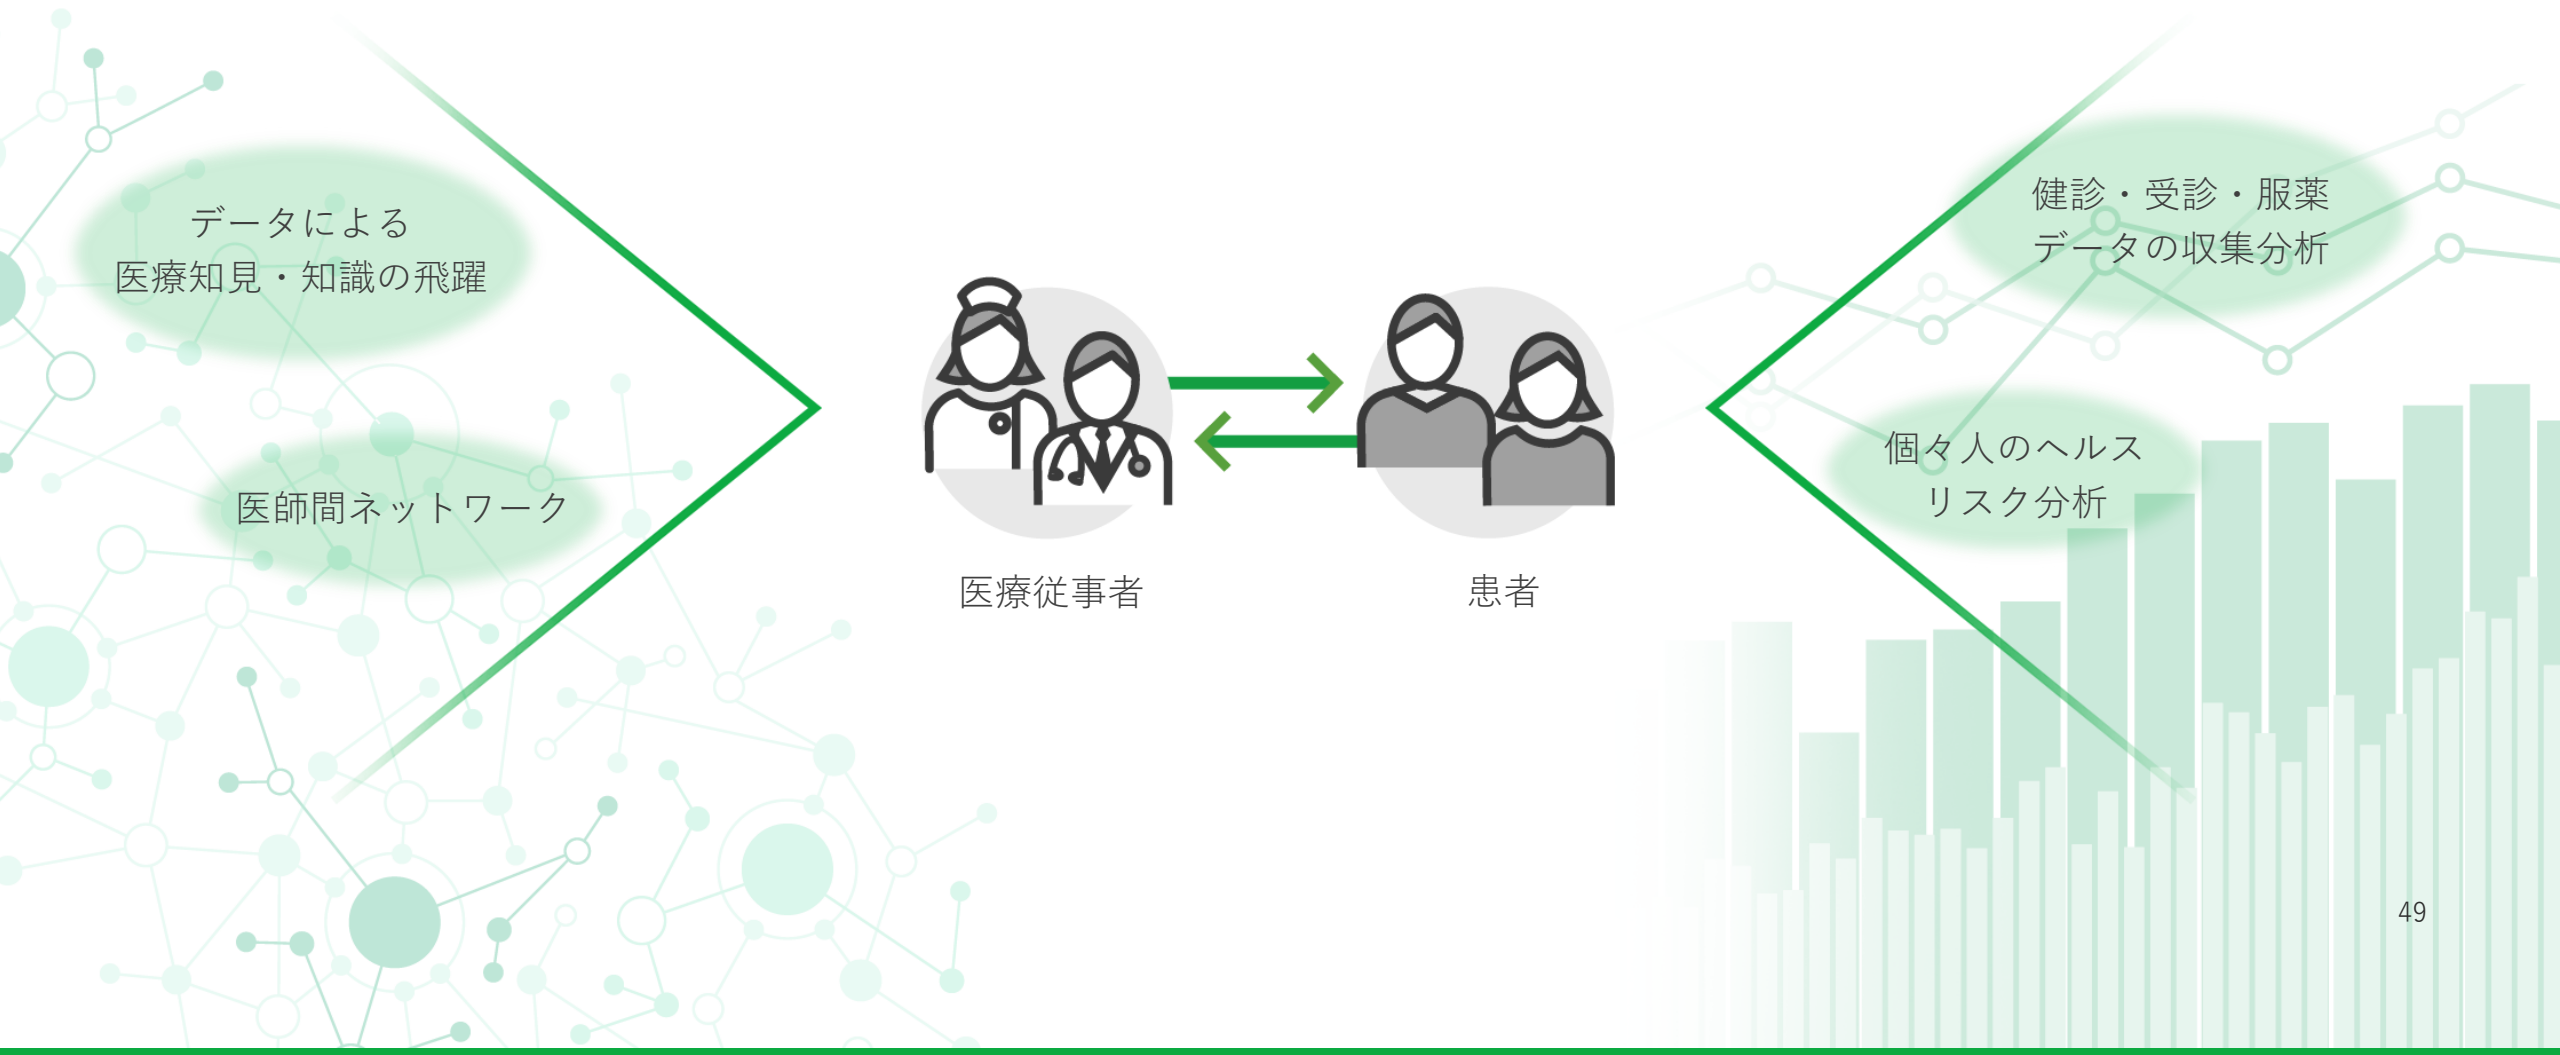 データによる
医療知見・知識の飛躍
医師間ネットワーク
医療従事者
患者
健診・受診・服薬
データの収集分析
個々人のヘルス
リスク分析
49